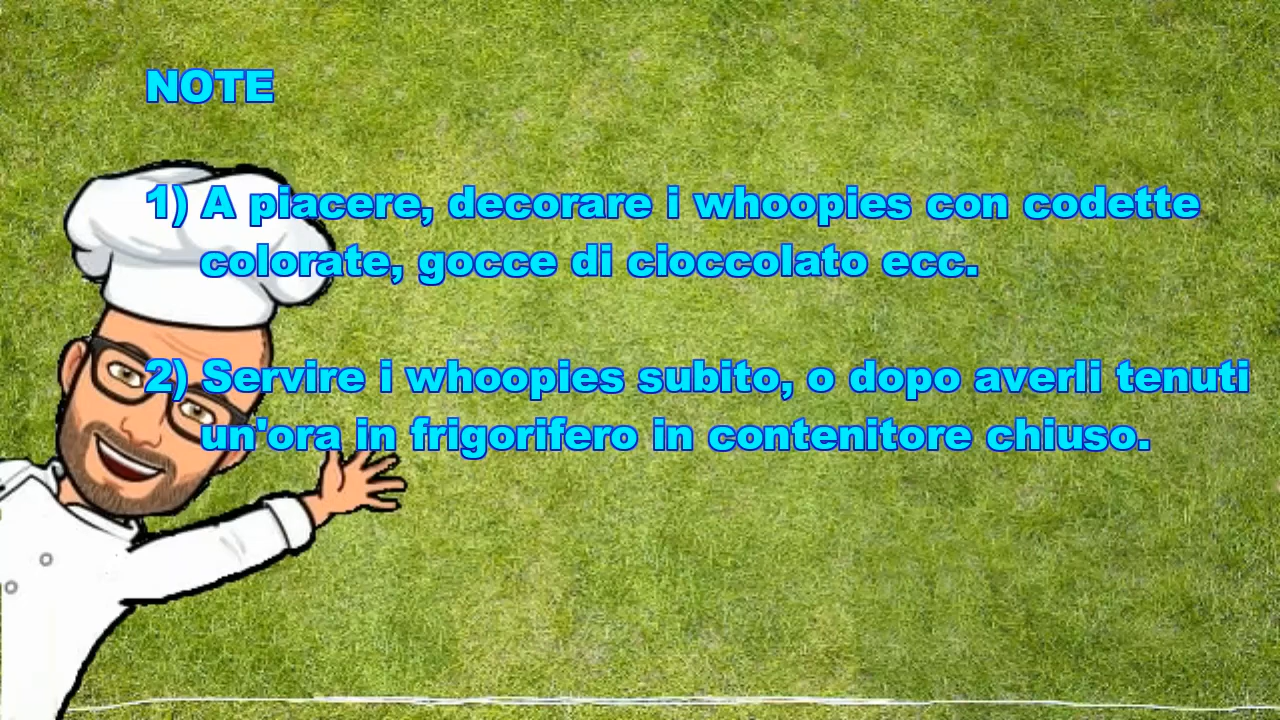 NOTE
1) A piacere, decorare i whoopies con codette
colorate, gocce di cioccolato ecc.
2) Servire i whoopies subito, o dopo averli tenuti
un'ora in frigorifero in contenitore chiuso.